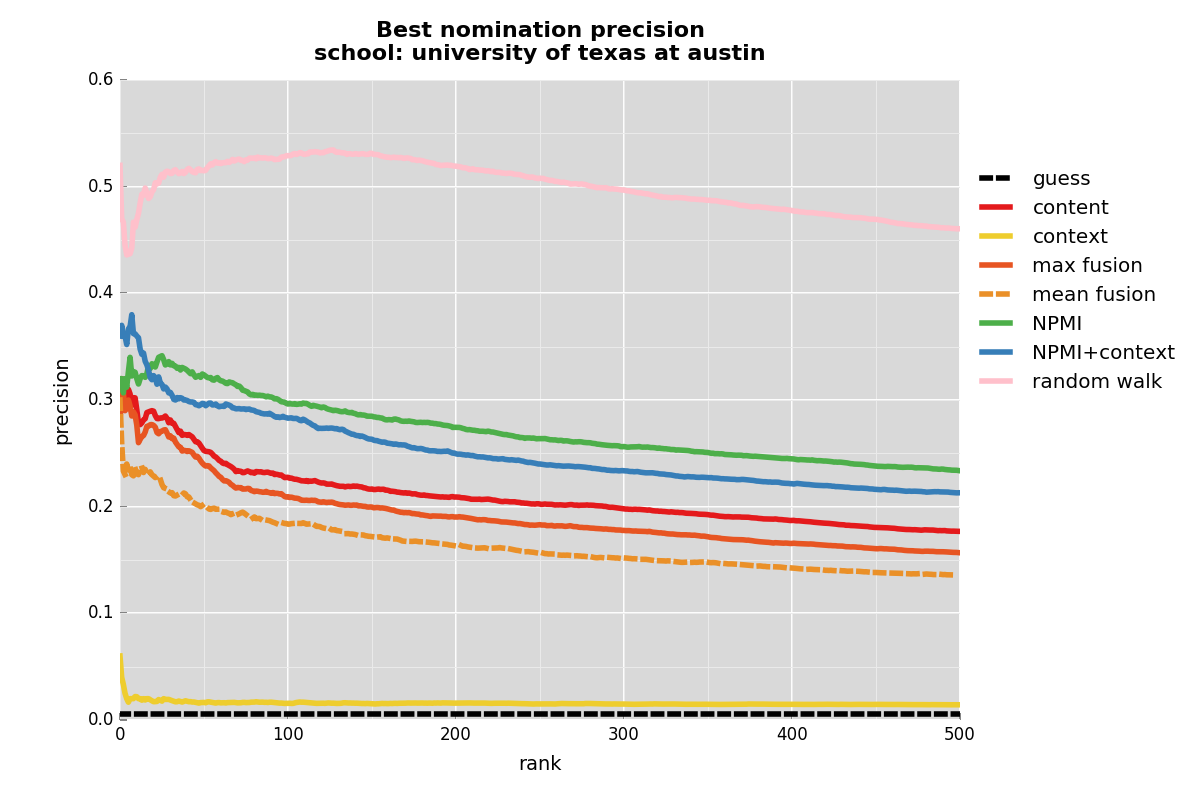 Best nomination precision
school: university of texas at austin
0.6
0.5
0.4
0.3
0.2
0.1
0.0
precision
0
100
200
300
400
500
rank
guess
content
context
max fusion
mean fusion
NPMI
NPMI+context
random walk